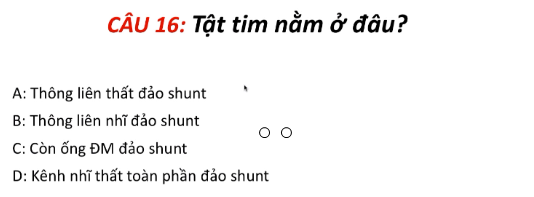 CÂU 16: Tật tim nằm ở đâu?
A: Thông liên thất đảo shunt
B: Thông liên nhĩ đảo shunt
C: Còn ống ĐM đảo shunt
D: Kênh nhĩ thất toàn phần đảo shunt